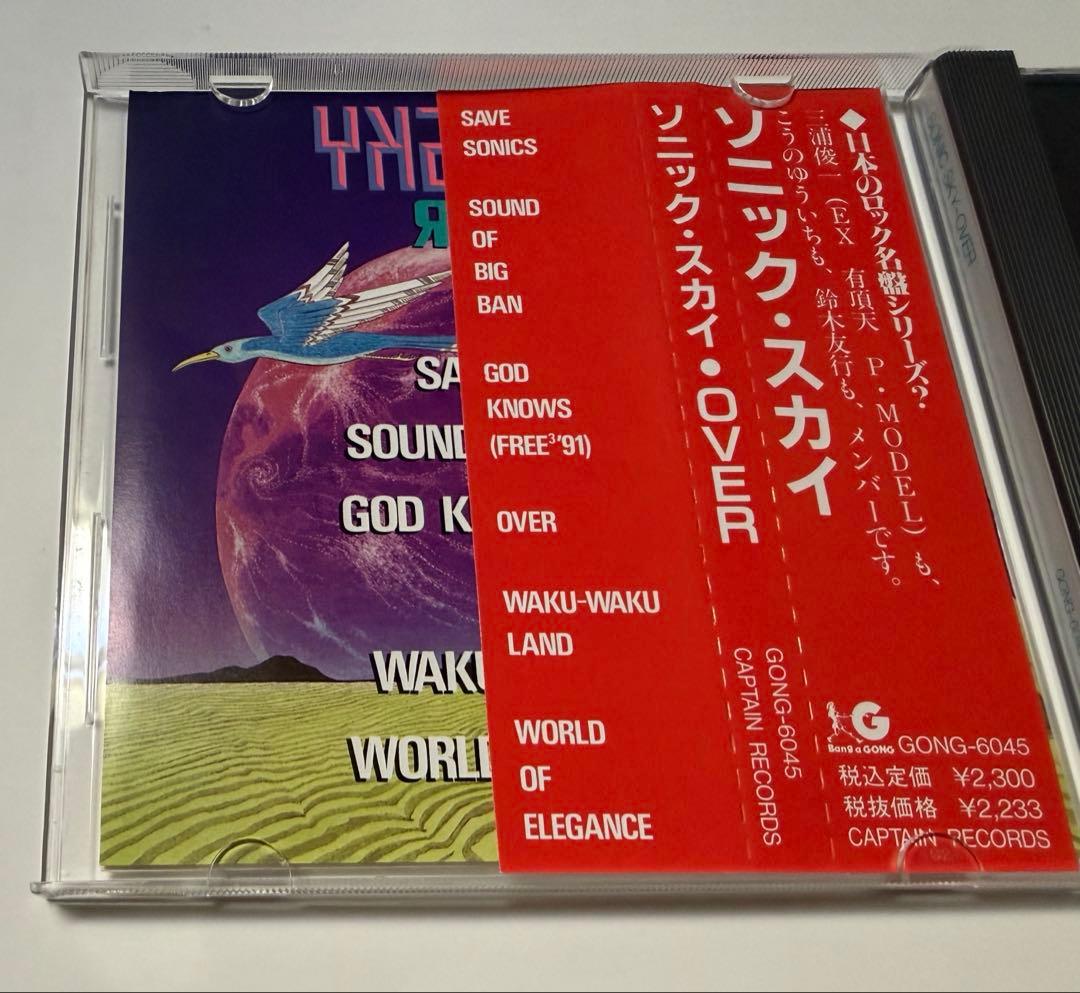 SA
SOUND
GOD K
WAKU
WORLD
SAVE
SONICS
SOUND
OF
BIG
BAN
GOD
KNOWS
(FREE³'91)
OVER
WAKU-WAKU
LAND
WORLD
OF
ELEGANCE
◆日本のロック名盤シリーズ?
三浦俊一(EX 有頂天 P・MODEL)も、
こうのゆういちも、鈴木友行も、メンバーです。
ソニック・スカイ
ソニック・スカイ●OVER
GONG-6045
CAPTAIN RECORDS
G
Bang a GONG
GONG-6045
税込定価 ¥2,300
税抜価格 ¥2,233
CAPTAIN RECORDS
SONIC SKY・OVER